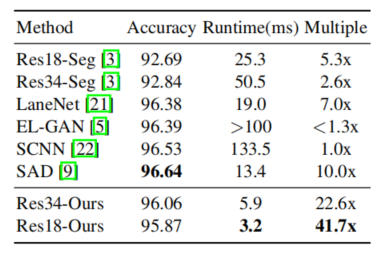 Method Accuracy Runtime(ms) Multiple
Res18-Seg [3] 92.69 25.3 5.3x
Res34-Seg [3] 92.84 50.5 2.6x
LaneNet [21] 96.38 19.0 7.0x
EL-GAN [5] 96.39 >100 <1.3x
SCNN [22] 96.53 133.5 1.0x
SAD [9] 96.64 13.4 10.0x
Res34-Ours 96.06 5.9 22.6x
Res18-Ours 95.87 3.2 41.7x